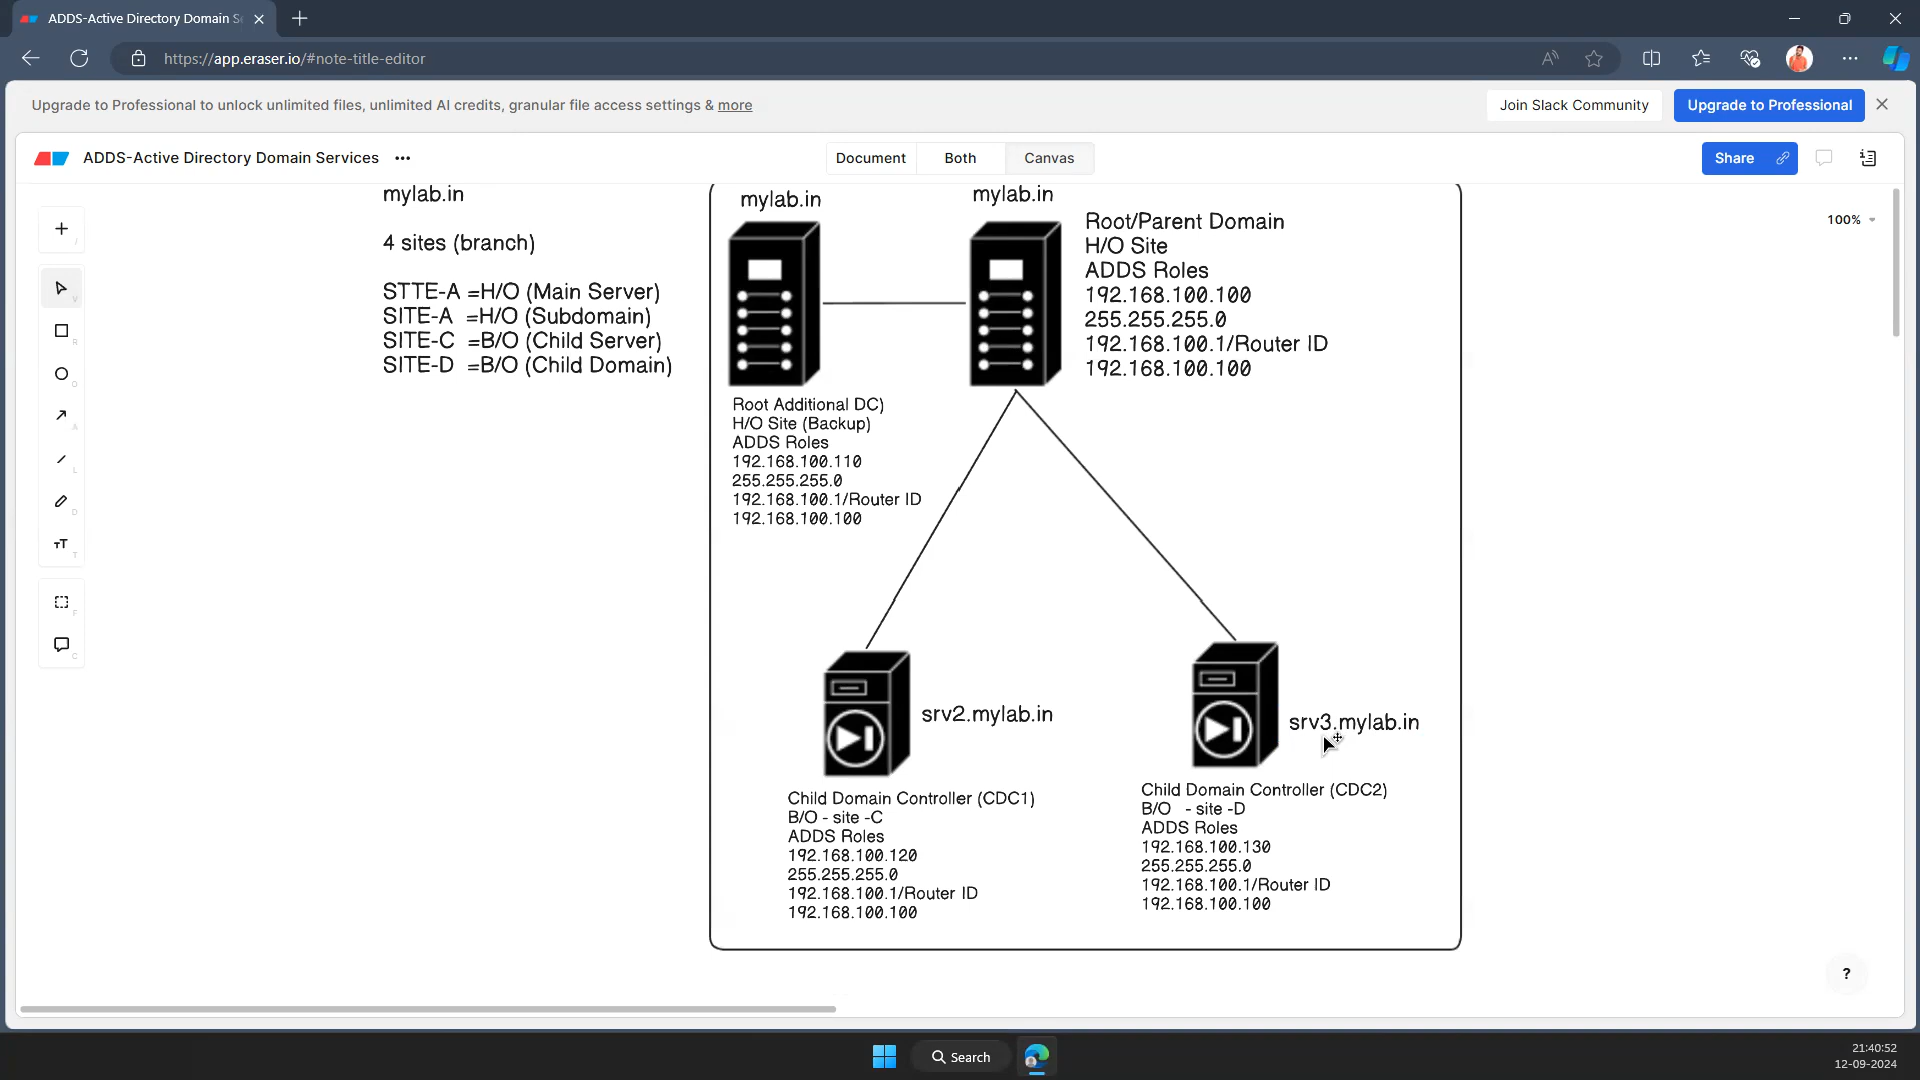 ADDS-Active Directory Domain S
https://app.eraser.io/#note-title-editor
Upgrade to Professional to unlock unlimited files, unlimited AI credits, granular file access settings & more
Join Slack Community
Upgrade to Professional
ADDS-Active Directory Domain Services
Document
Both
Canvas
Share
100%
mylab.in
4 sites (branch)
STTE-A =H/O (Main Server)
SITE-A =H/O (Subdomain)
SITE-C =B/O (Child Server)
SITE-D =B/O (Child Domain)
mylab.in
mylab.in
Root/Parent Domain
H/O Site
ADDS Roles
192.168.100.100
255.255.255.0
192.168.100.1/Router ID
192.168.100.100
Root Additional DC)
H/O Site (Backup)
ADDS Roles
192.168.100.110
255.255.255.0
192.168.100.1/Router ID
192.168.100.100
srv2.mylab.in
Child Domain Controller (CDC1)
B/O - site -C
ADDS Roles
192.168.100.120
255.255.255.0
192.168.100.1/Router ID
192.168.100.100
srv3.mylab.in
Child Domain Controller (CDC2)
B/O - site -D
ADDS Roles
192.168.100.130
255.255.255.0
192.168.100.1/Router ID
192.168.100.100
/
V
R
O
A
L
D
T
F
C
?
Search
21:40:52
12-09-2024